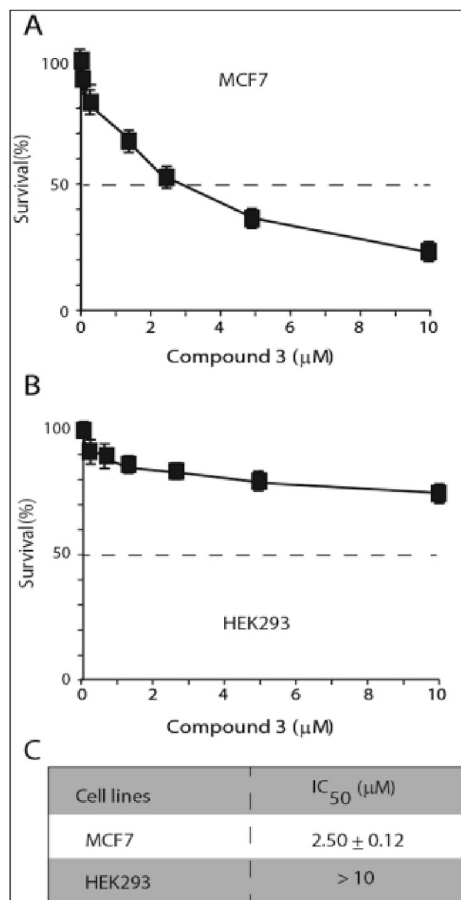 A
100
MCF7
Survival(%)
50
0
0 2 4 6 8 10
Compound 3 (μM)
B
100
Survival(%)
50
HEK293
0
0 2 4 6 8 10
Compound 3 (μM)
C
Cell lines IC50 (μM)
MCF7 2.50 ± 0.12
HEK293 > 10